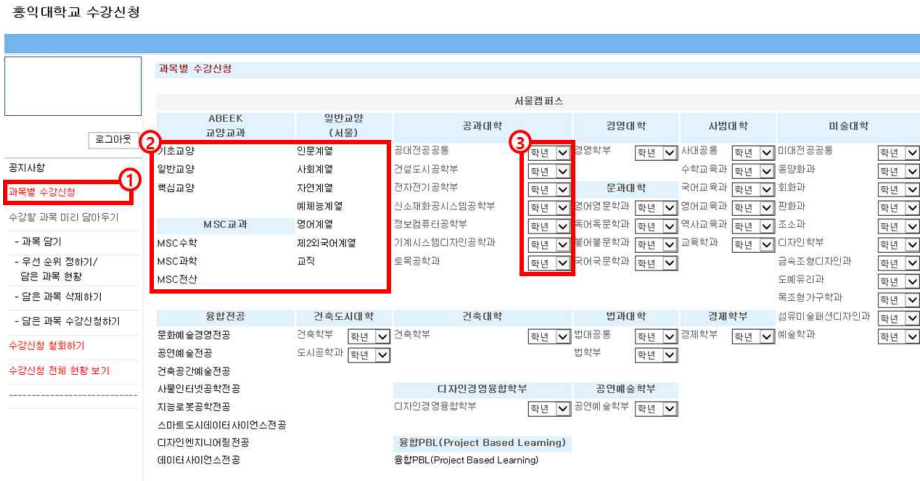 홍익대학교 수강신청
과목별 수강신청
로그아웃
공지사항
① 과목별 수강신청
수강할 과목 미리 담아두기
- 과목 담기
- 우선 순위 정하기/
담은 과목 현황
- 담은 과목 삭제하기
- 담은 과목 수강신청하기
수강신청 철회하기
수강신청 전체 현황 보기
----------------------------
서울캠퍼스
② ABEEK
교양교과
기초교양
일반교양
핵심교양
MSC교과
MSC수학
MSC과학
MSC전산
일반교양
(서울)
인문계열
사회계열
자연계열
예체능계열
영어계열
제2외국어계열
교직
③ 공과대학
공대전공공통 학년
건설도시공학부 학년
전자전기공학부 학년
신소재화공시스템공학부 학년
정보컴퓨터공학부 학년
기계시스템디자인공학과 학년
토목공학과 학년
경영대학
경영학부 학년
문과대학
영어영문학과 학년
독어독문학과 학년
불어불문학과 학년
국어국문학과 학년
사범대학
사대공통 학년
수학교육과 학년
국어교육과 학년
영어교육과 학년
역사교육과 학년
교육학과 학년
미술대학
미대전공공통 학년
동양화과 학년
회화과 학년
판화과 학년
조소과 학년
디자인학부 학년
금속조형디자인과 학년
도예유리과 학년
목조형가구학과 학년
섬유미술패션디자인과 학년
예술학과 학년
융합전공
문화예술경영전공
공연예술전공
건축공간예술전공
사물인터넷공학전공
지능로봇공학전공
스마트도시데이터사이언스전공
디자인엔지니어링전공
데이터사이언스전공
건축도시대학
건축학부 학년
도시공학과 학년
건축대학
건축학부 학년
법과대학
법대공통 학년
법학부 학년
경제학부
경제학부 학년
디자인경영융합학부
디자인경영융합학부 학년
공연예술학부
공연예술학부 학년
융합PBL(Project Based Learning)
융합PBL(Project Based Learning)